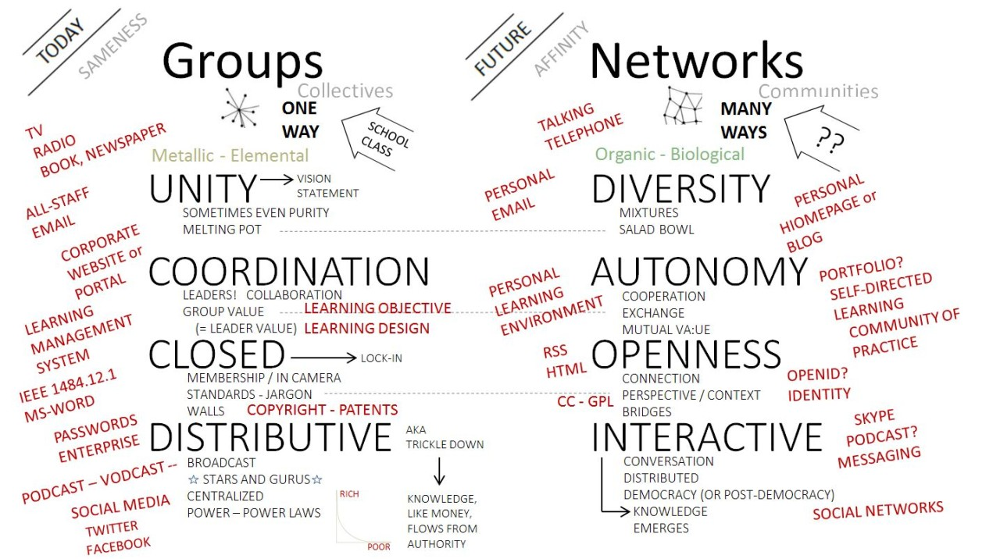 TODAY
SAMENESS
Groups
Collectives
ONE
WAY
SCHOOL
CLASS
TV
RADIO
BOOK, NEWSPAPER
Metallic - Elemental
UNITY
VISION
STATEMENT
SOMETIMES EVEN PURITY
MELTING POT
ALL-STAFF
EMAIL
CORPORATE
WEBSITE or
PORTAL
COORDINATION
LEADERS! COLLABORATION
GROUP VALUE
LEARNING OBJECTIVE
(= LEADER VALUE)
LEARNING DESIGN
LEARNING
MANAGEMENT
SYSTEM
CLOSED
LOCK-IN
MEMBERSHIP / IN CAMERA
STANDARDS - JARGON
WALLS
COPYRIGHT - PATENTS
IEEE 1484.12.1
MS-WORD
PASSWORDS
ENTERPRISE
DISTRIBUTIVE
AKA
TRICKLE DOWN
BROADCAST
☆ STARS AND GURUS☆
CENTRALIZED
POWER – POWER LAWS
PODCAST – VODCAST --
SOCIAL MEDIA
TWITTER
FACEBOOK
RICH
POOR
KNOWLEDGE,
LIKE MONEY,
FLOWS FROM
AUTHORITY
FUTURE
AFFINITY
Networks
Communities
MANY
WAYS
??
TALKING
TELEPHONE
Organic - Biological
PERSONAL
EMAIL
DIVERSITY
MIXTURES
SALAD BOWL
PERSONAL
HIOMEPAGE or
BLOG
PERSONAL
LEARNING
ENVIRONMENT
AUTONOMY
COOPERATION
EXCHANGE
MUTUAL VA:UE
PORTFOLIO?
SELF-DIRECTED
LEARNING
COMMUNITY OF
PRACTICE
RSS
HTML
OPENNESS
CONNECTION
PERSPECTIVE / CONTEXT
BRIDGES
CC - GPL
OPENID?
IDENTITY
INTERACTIVE
CONVERSATION
DISTRIBUTED
DEMOCRACY (OR POST-DEMOCRACY)
KNOWLEDGE
EMERGES
SKYPE
PODCAST?
MESSAGING
SOCIAL NETWORKS